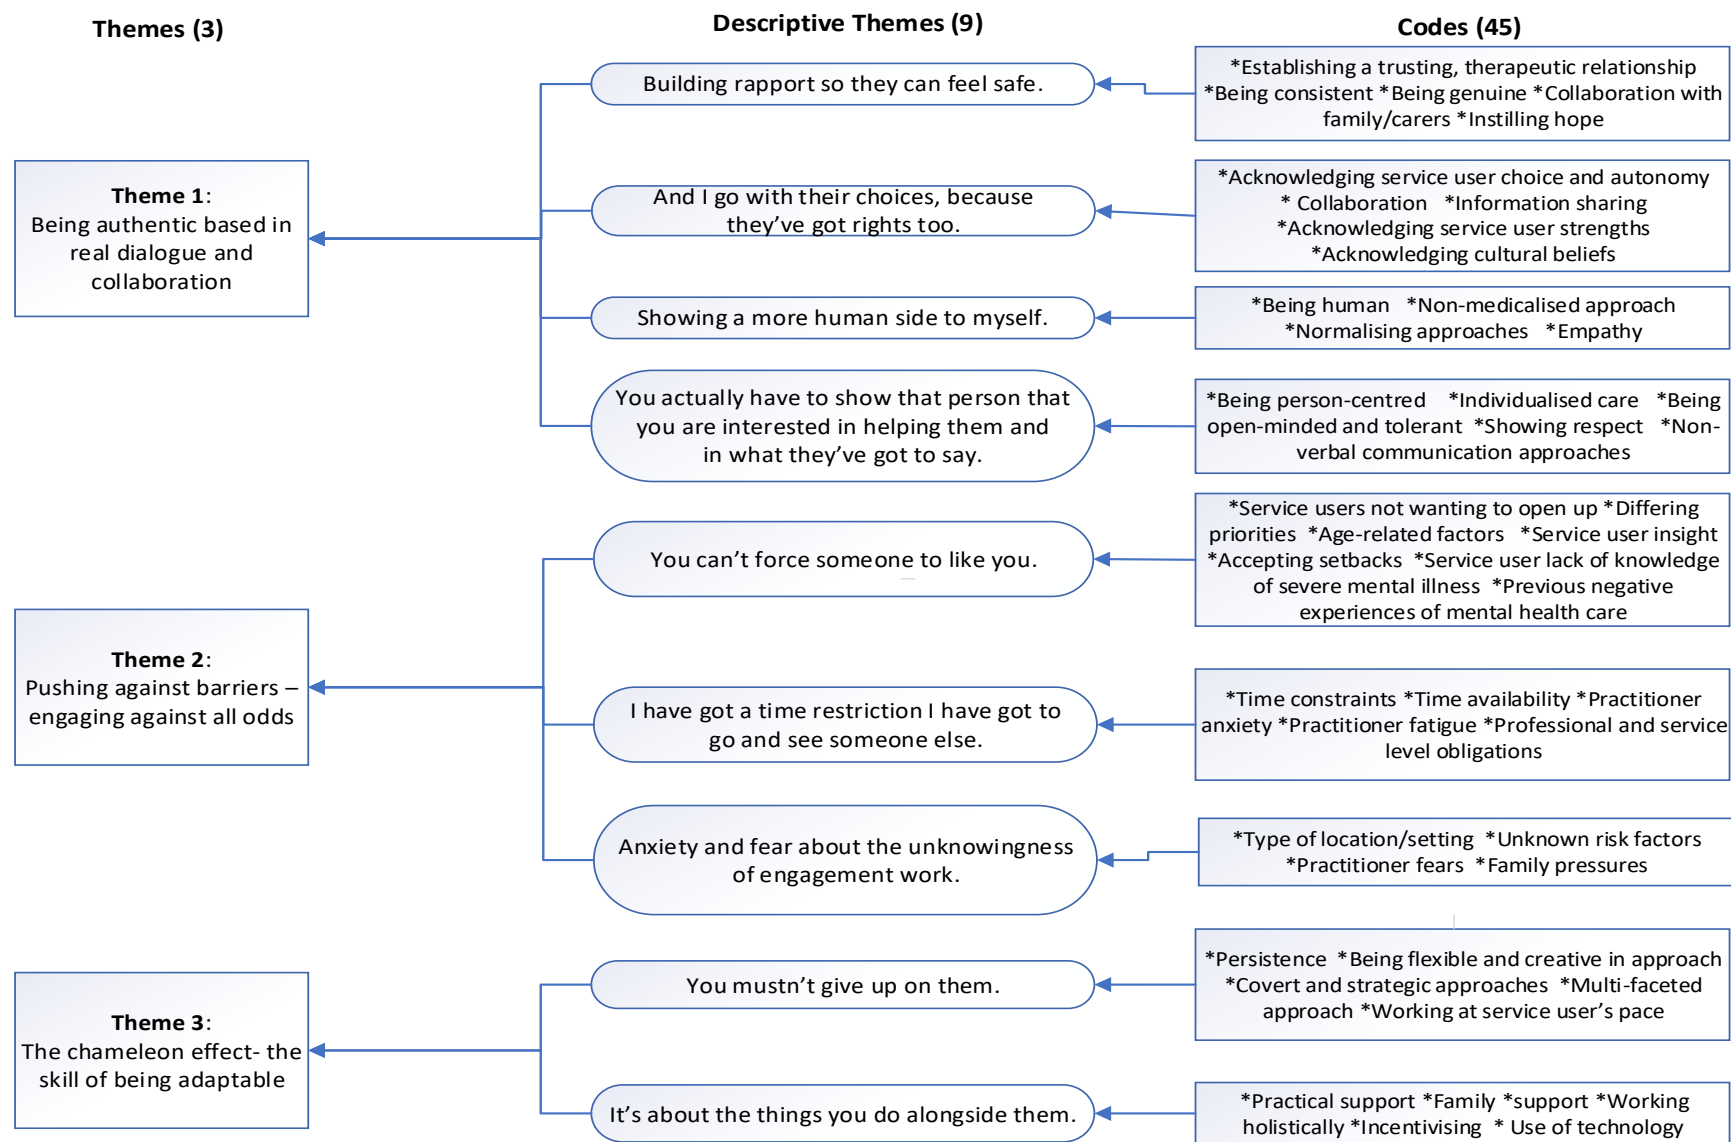 Themes (3)
Descriptive Themes (9)
Codes (45)
Theme 1:
Being authentic based in
real dialogue and
collaboration
Building rapport so they can feel safe.
*Establishing a trusting, therapeutic relationship
*Being consistent *Being genuine *Collaboration with
family/carers *Instilling hope
And I go with their choices, because
they’ve got rights too.
*Acknowledging service user choice and autonomy
* Collaboration *Information sharing
*Acknowledging service user strengths
*Acknowledging cultural beliefs
Showing a more human side to myself.
*Being human *Non-medicalised approach
*Normalising approaches *Empathy
You actually have to show that person that
you are interested in helping them and
in what they’ve got to say.
*Being person-centred *Individualised care *Being
open-minded and tolerant *Showing respect *Non-
verbal communication approaches
Theme 2:
Pushing against barriers –
engaging against all odds
You can’t force someone to like you.
*Service users not wanting to open up *Differing
priorities *Age-related factors *Service user insight
*Accepting setbacks *Service user lack of knowledge
of severe mental illness *Previous negative
experiences of mental health care
I have got a time restriction I have got to
go and see someone else.
*Time constraints *Time availability *Practitioner
anxiety *Practitioner fatigue *Professional and service
level obligations
Anxiety and fear about the unknowingness
of engagement work.
*Type of location/setting *Unknown risk factors
*Practitioner fears *Family pressures
Theme 3:
The chameleon effect- the
skill of being adaptable
You mustn’t give up on them.
*Persistence *Being flexible and creative in approach
*Covert and strategic approaches *Multi-faceted
approach *Working at service user’s pace
It’s about the things you do alongside them.
*Practical support *Family *support *Working
holistically *Incentivising * Use of technology